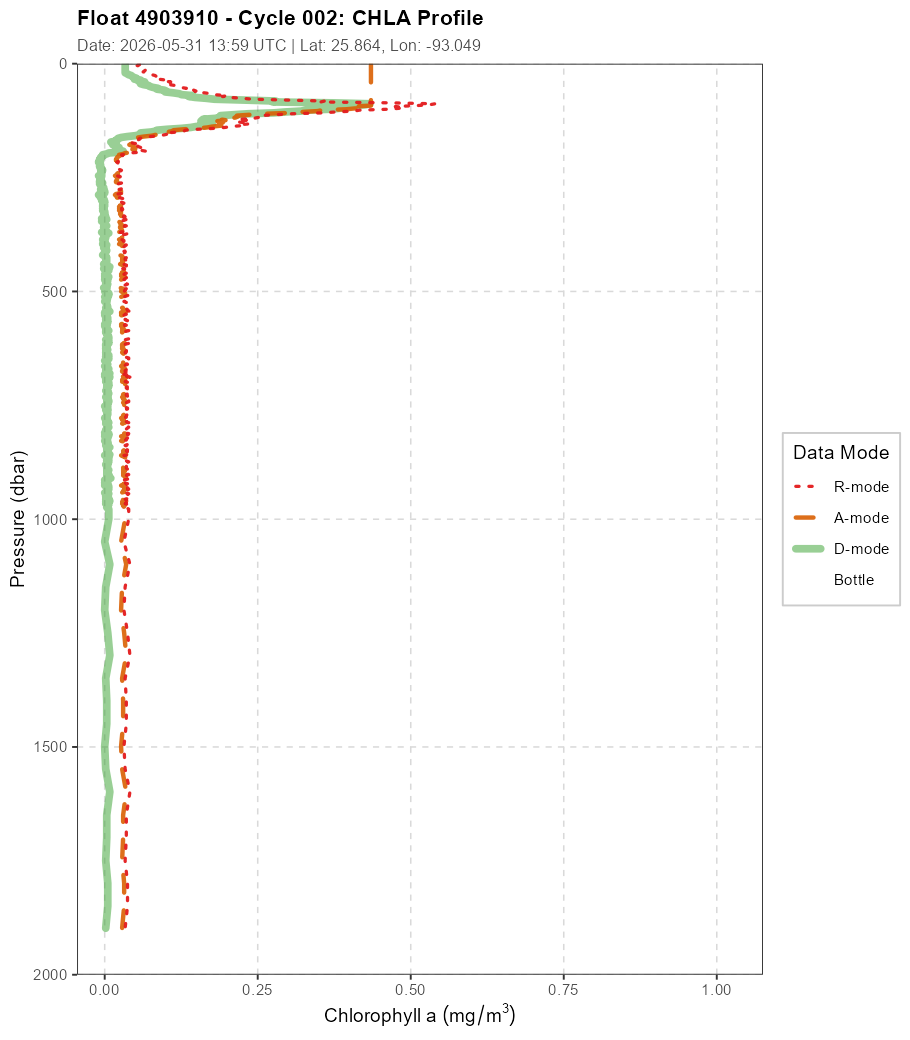 Float 4903910 - Cycle 002: CHLA Profile
Date: 2026-05-31 13:59 UTC | Lat: 25.864, Lon: -93.049
0
500
1000
1500
2000
Pressure (dbar)
0.00 0.25 0.50 0.75 1.00
Chlorophyll a (mg/m³)
Data Mode
R-mode
A-mode
D-mode
Bottle